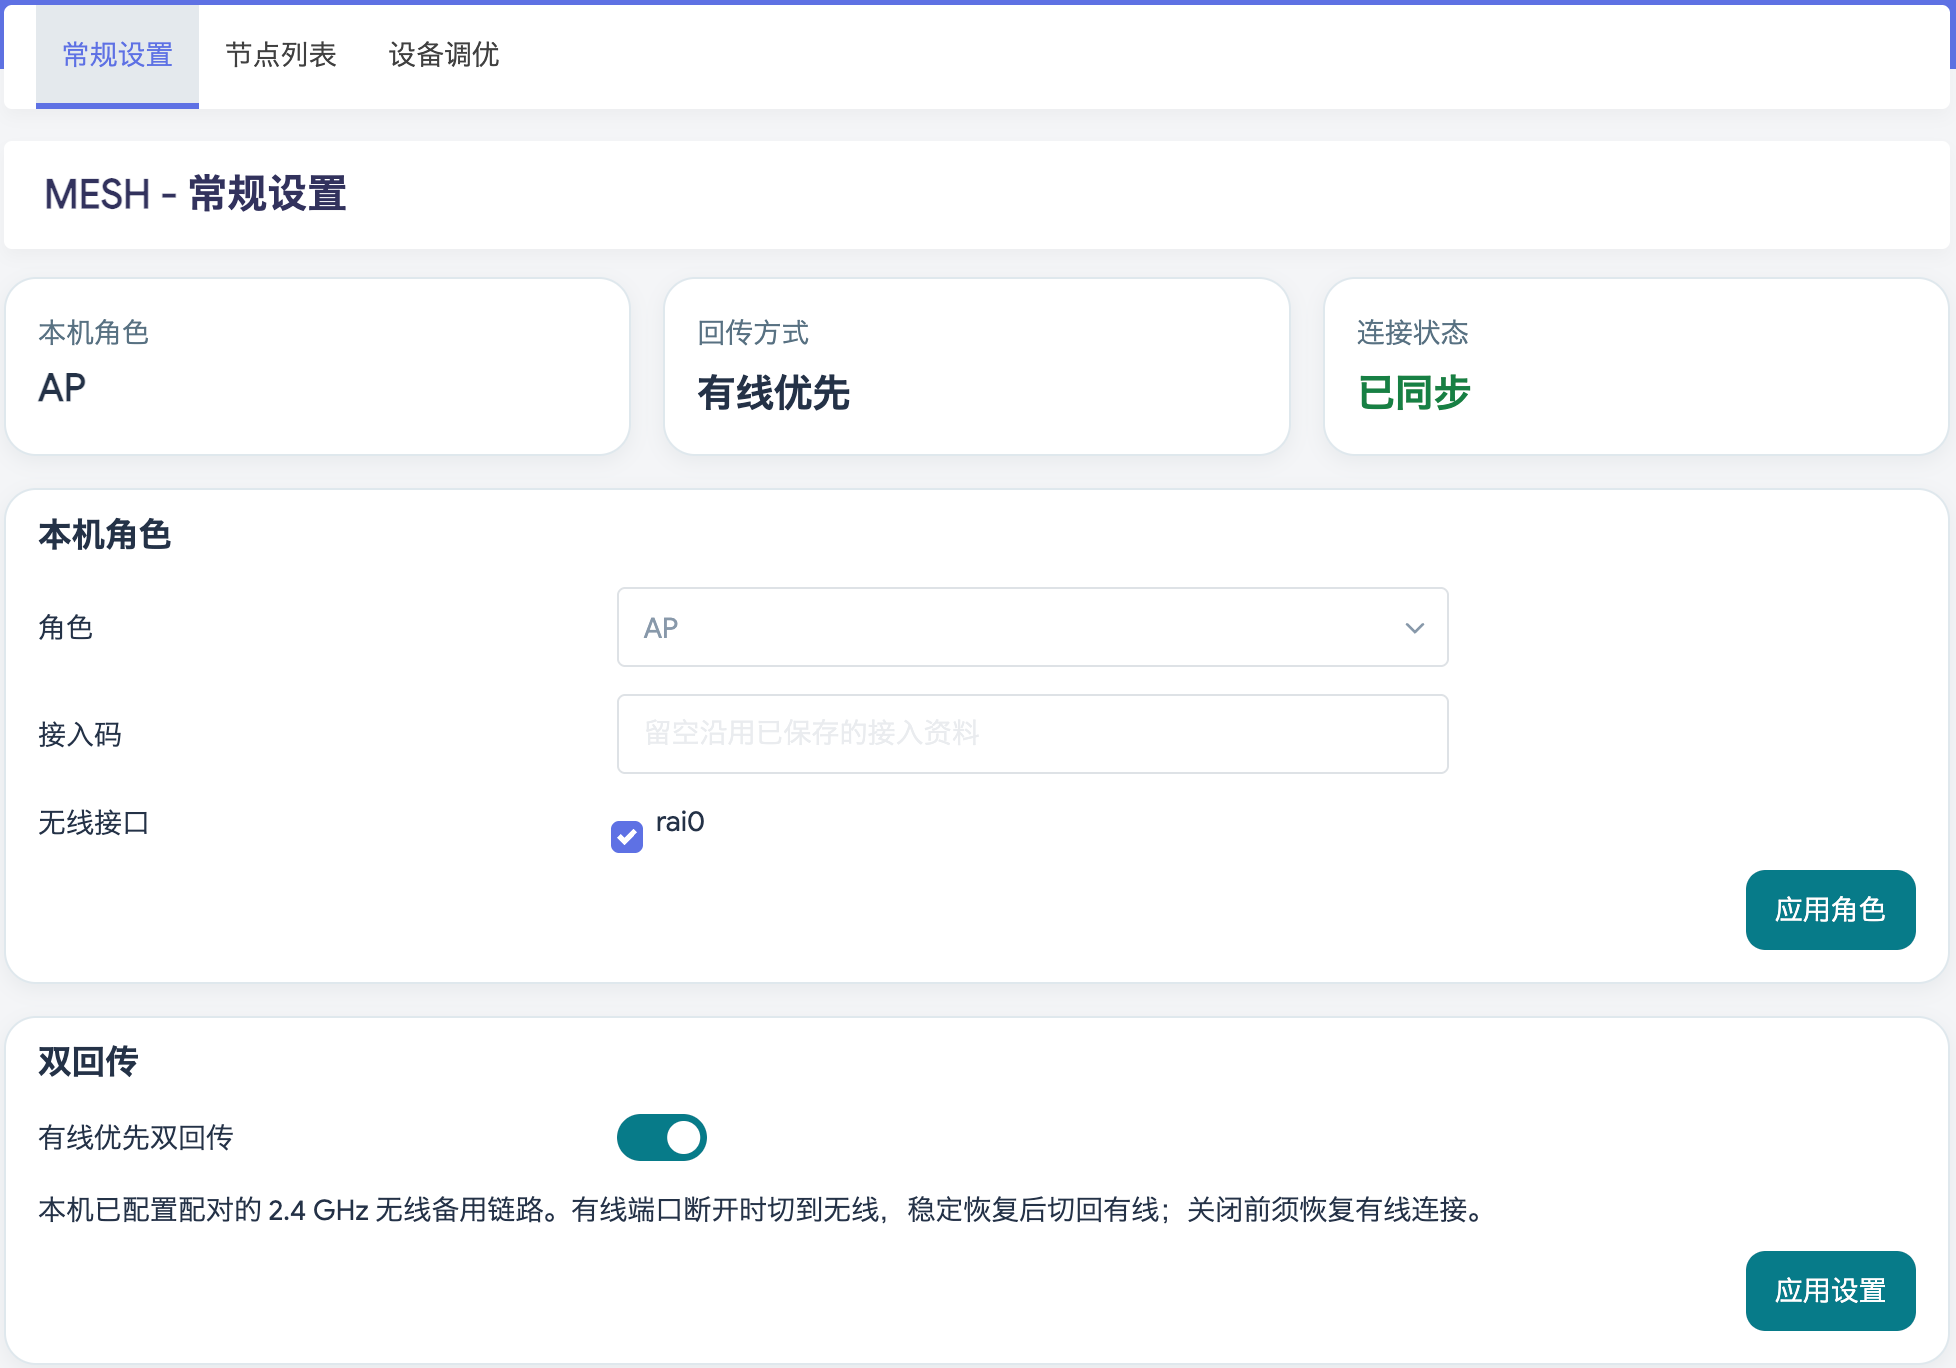 常规设置 节点列表 设备调优
MESH - 常规设置
本机角色
AP
回传方式
有线优先
连接状态
已同步
本机角色
角色
AP
接入码
留空沿用已保存的接入资料
无线接口
rai0
应用角色
双回传
有线优先双回传
本机已配置配对的 2.4 GHz 无线备用链路。有线端口断开时切到无线，稳定恢复后切回有线；关闭前须恢复有线连接。
应用设置